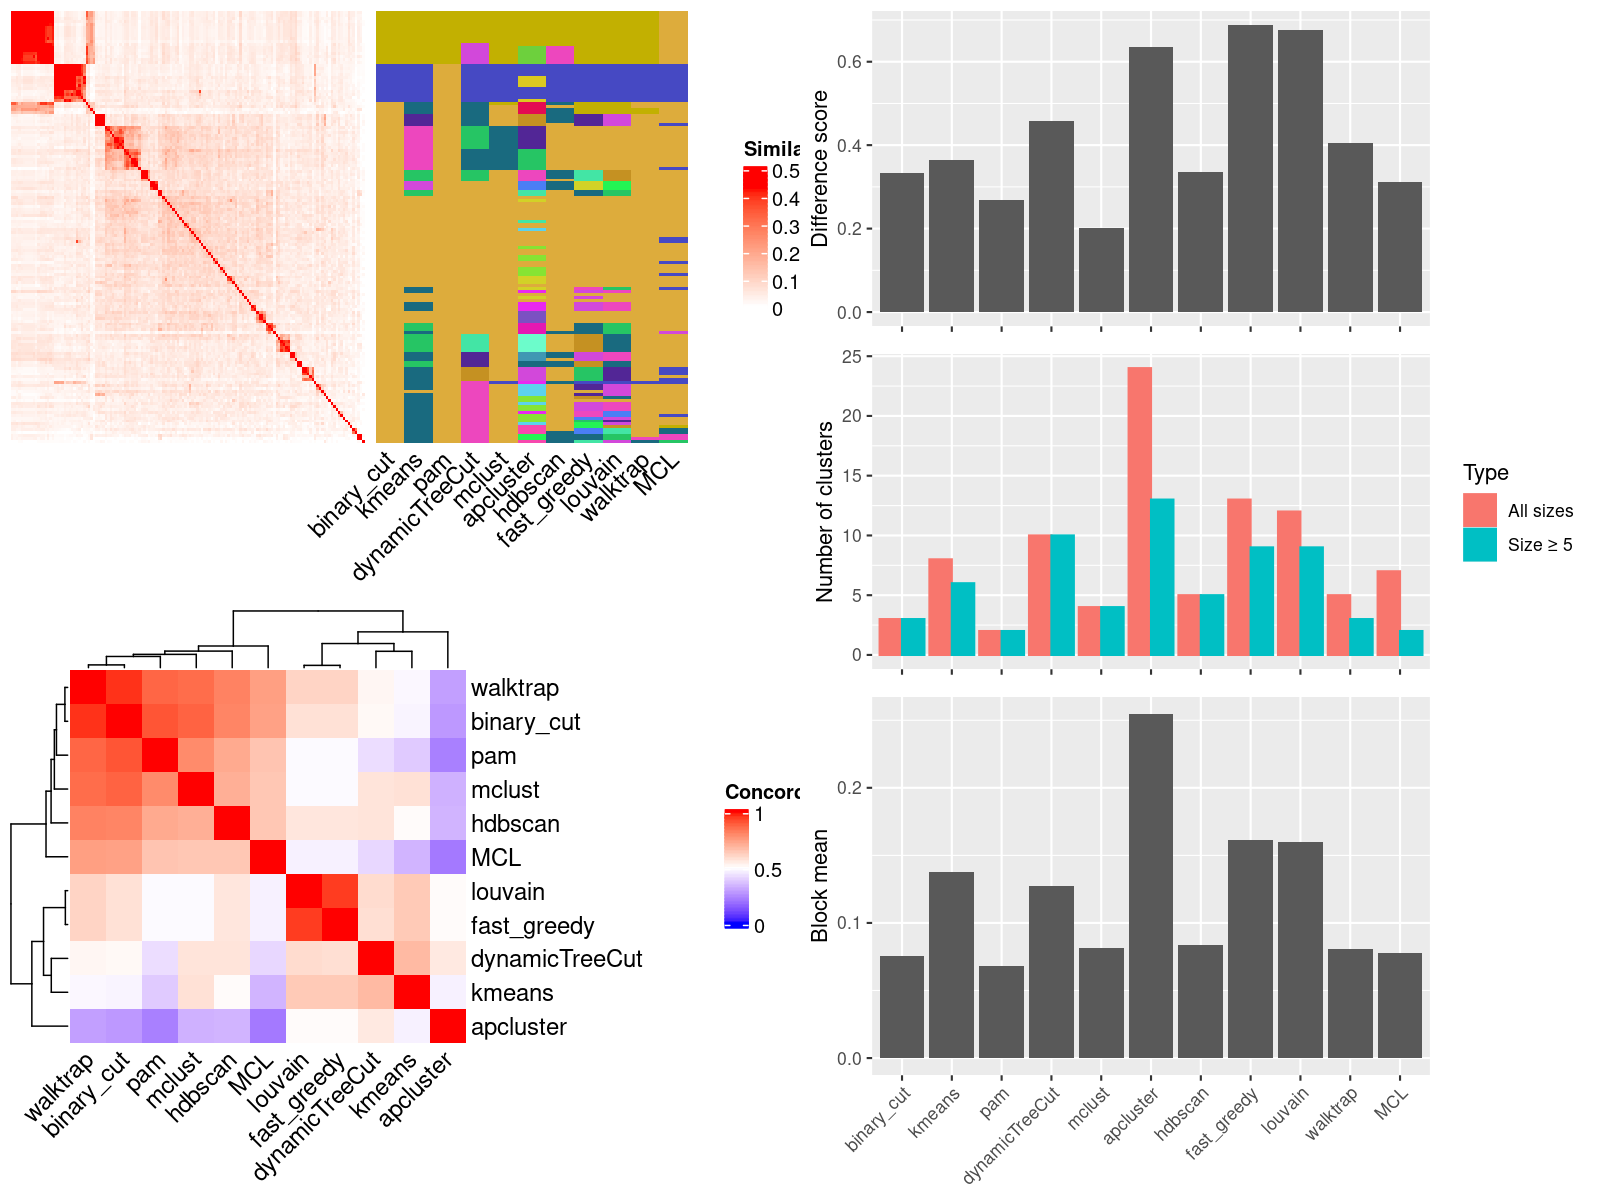 Simila
0.5
0.4
0.3
0.2
0.1
0
binary_cut
kmeans
pam
dynamicTreeCut
mclust
apcluster
hdbscan
fast_greedy
louvain
walktrap
MCL
walktrap
binary_cut
pam
mclust
hdbscan
MCL
louvain
fast_greedy
dynamicTreeCut
kmeans
apcluster
walktrap
binary_cut
pam
mclust
hdbscan
MCL
louvain
fast_greedy
dynamicTreeCut
kmeans
apcluster
Concord
1
0.5
0
Difference score
0.6
0.4
0.2
0.0
Number of clusters
25
20
15
10
5
0
Type
All sizes
Size ≥ 5
Block mean
0.2
0.1
0.0
binary_cut
kmeans
pam
dynamicTreeCut
mclust
apcluster
hdbscan
fast_greedy
louvain
walktrap
MCL